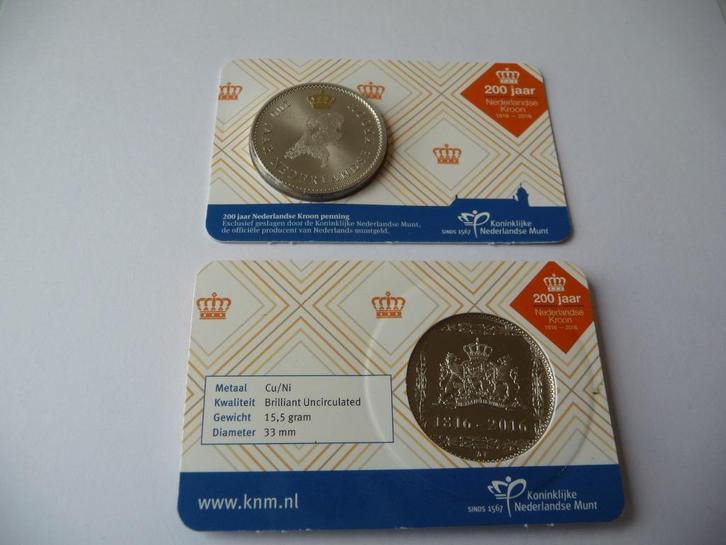 200 jaar
Nederlandse
Kroon
1816 - 2016
NEDERLANDSE
200 jaar Nederlandse Kroon penning
Exclusief geslagen door de Koninklijke Nederlandse Munt,
de officiële producent van Nederlands muntgeld.
SINDS 1567
Koninklijke
Nederlandse Munt
200 jaar
Nederlandse
Kroon
1816 - 2016
Metaal Cu/Ni
Kwaliteit Brilliant Uncirculated
Gewicht 15,5 gram
Diameter 33 mm
1816 - 2016
www.knm.nl
SINDS 1567
Koninklijke
Nederlandse Munt